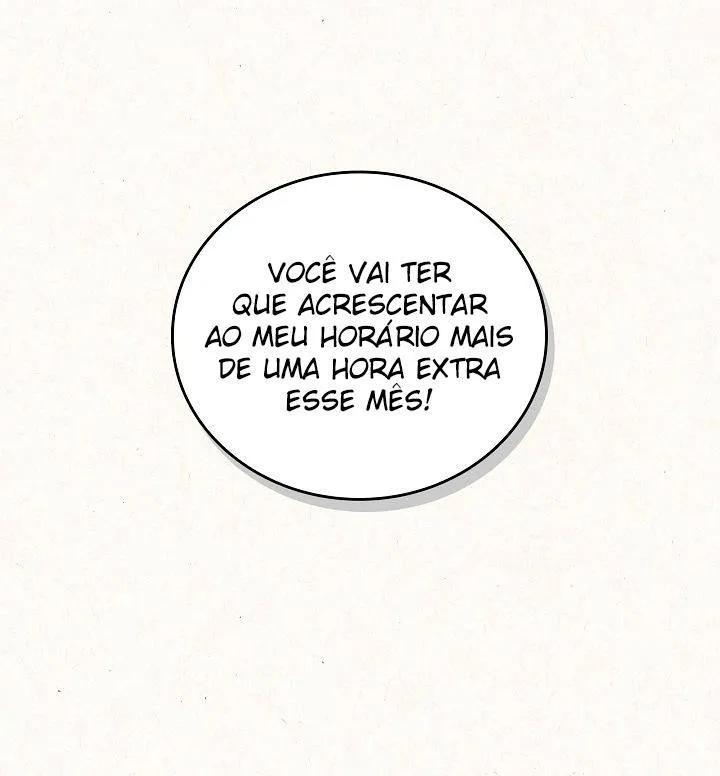 VOCÊ VAI TER
QUE ACRESCENTAR
AO MEU HORÁRIO MAIS
DE UMA HORA EXTRA
ESSE MÊS!